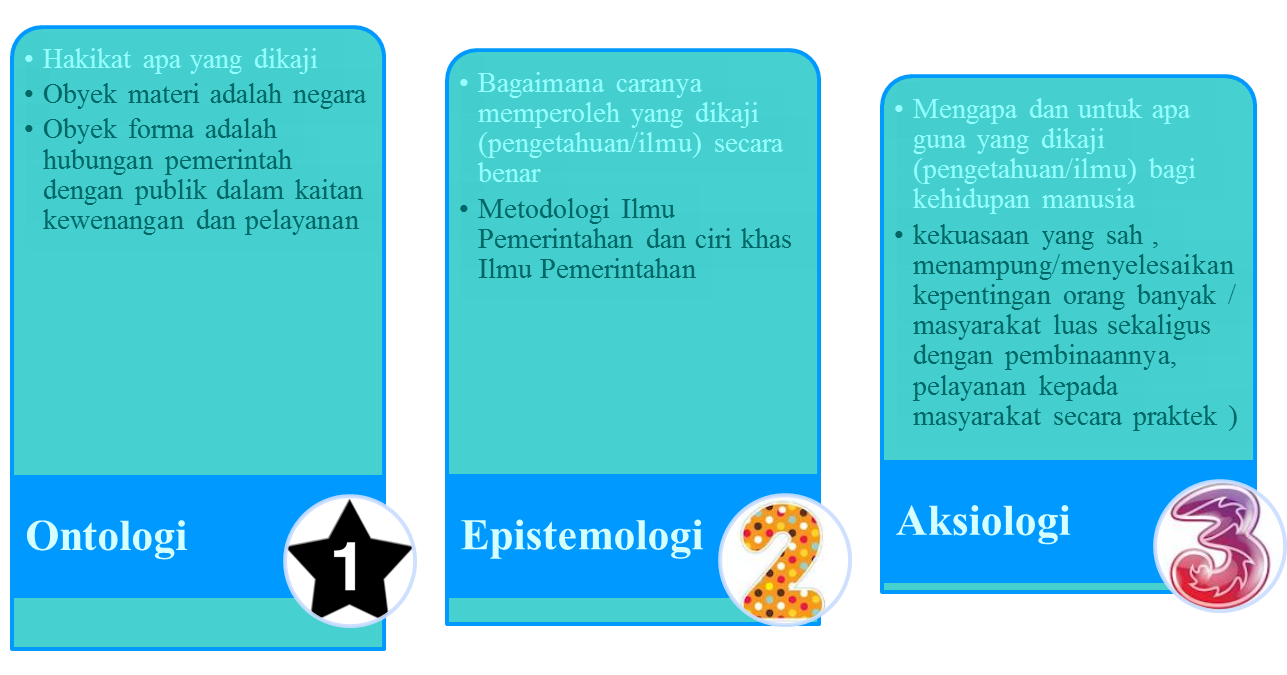 • Hakikat apa yang dikaji
• Obyek materi adalah negara
• Obyek forma adalah
hubungan pemerintah
dengan publik dalam kaitan
kewenangan dan pelayanan
Ontologi
1
• Bagaimana caranya
memperoleh yang dikaji
(pengetahuan/ilmu) secara
benar
• Metodologi Ilmu
Pemerintahan dan ciri khas
Ilmu Pemerintahan
Epistemologi
2
• Mengapa dan untuk apa
guna yang dikaji
(pengetahuan/ilmu) bagi
kehidupan manusia
• kekuasaan yang sah ,
menampung/menyelesaikan
kepentingan orang banyak /
masyarakat luas sekaligus
dengan pembinaannya,
pelayanan kepada
masyarakat secara praktek )
Aksiologi
3